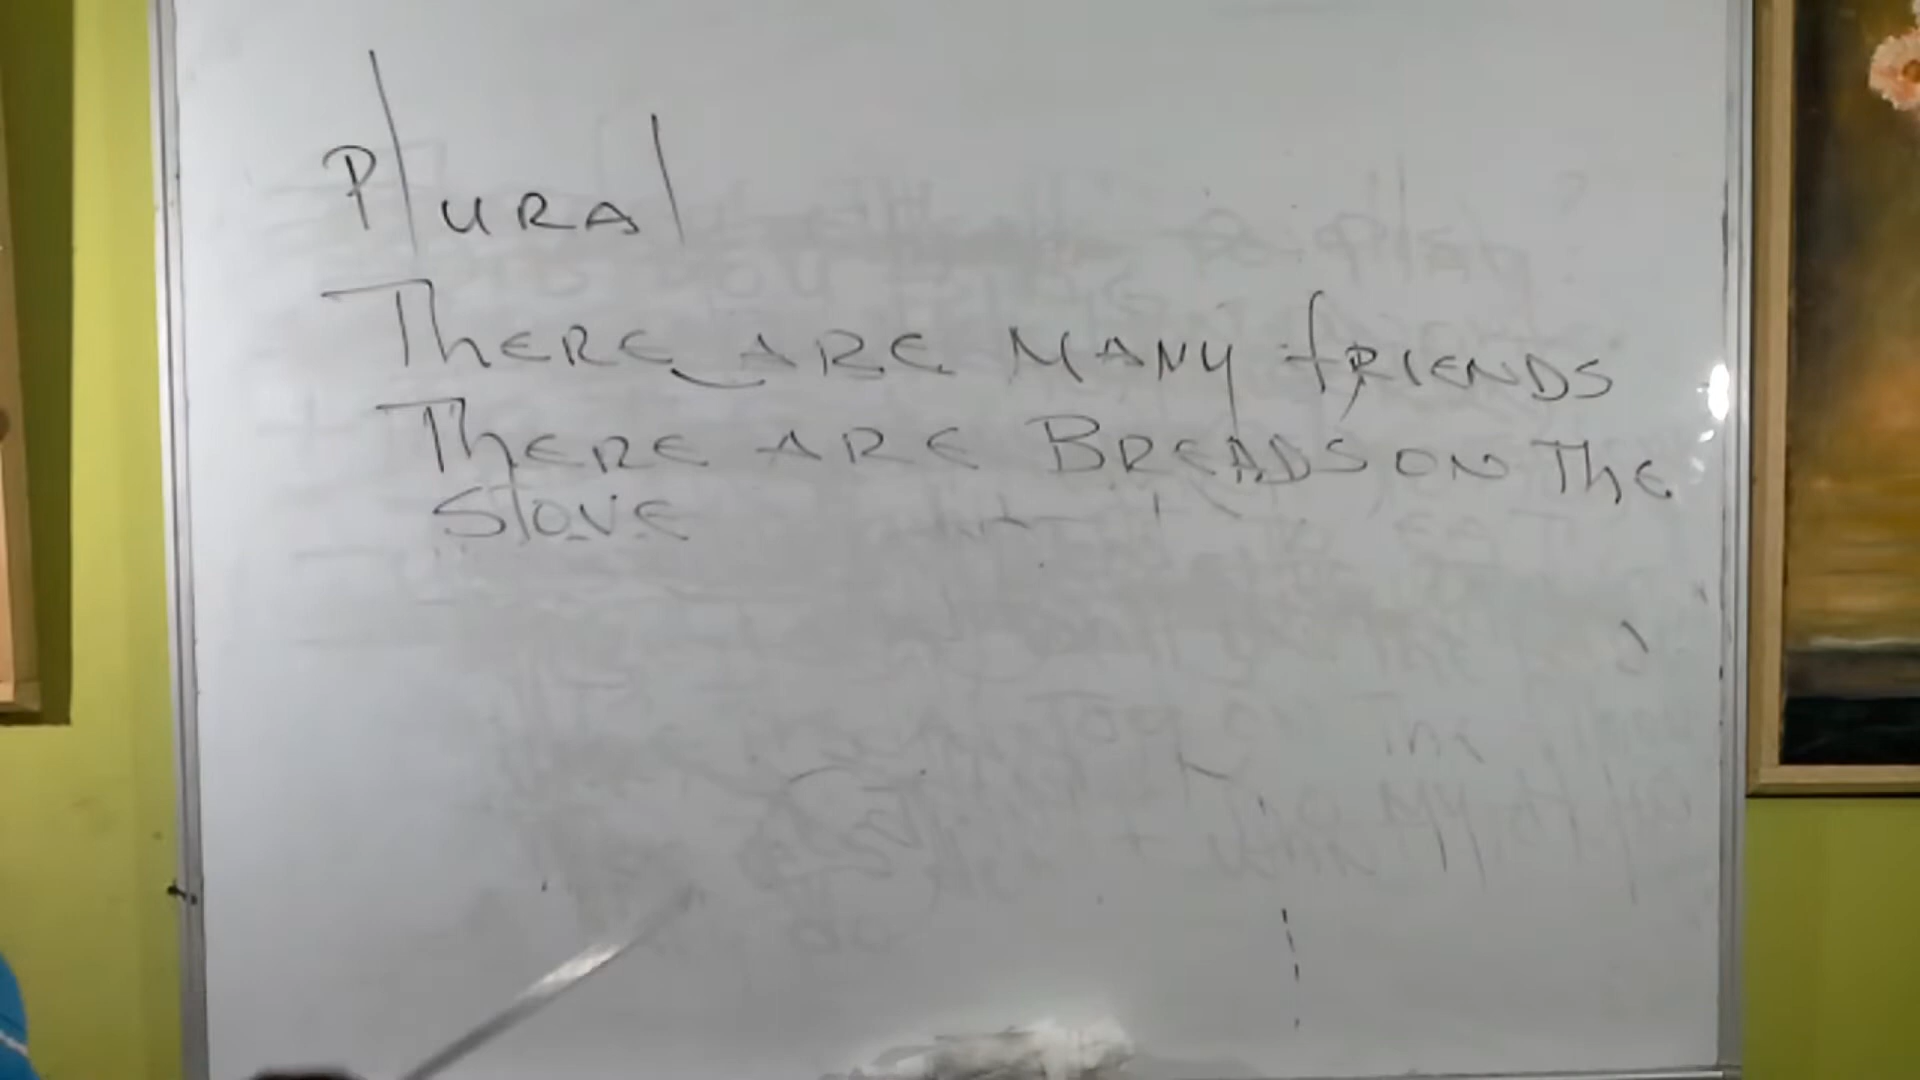 Plural
There are many friends
There are Breads on the
stove